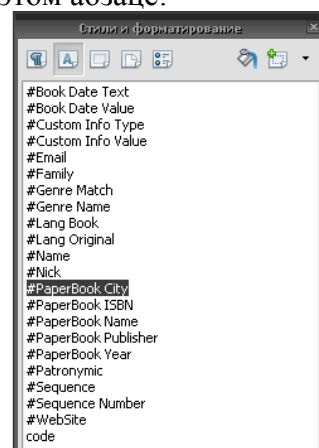 этом абзаце.
Стили и форматирование
#Book Date Text
#Book Date Value
#Custom Info Type
#Custom Info Value
#Email
#Family
#Genre Match
#Genre Name
#Lang Book
#Lang Original
#Name
#Nick
#PaperBook City
#PaperBook ISBN
#PaperBook Name
#PaperBook Publisher
#PaperBook Year
#Patronymic
#Sequence
#Sequence Number
#WebSite
code